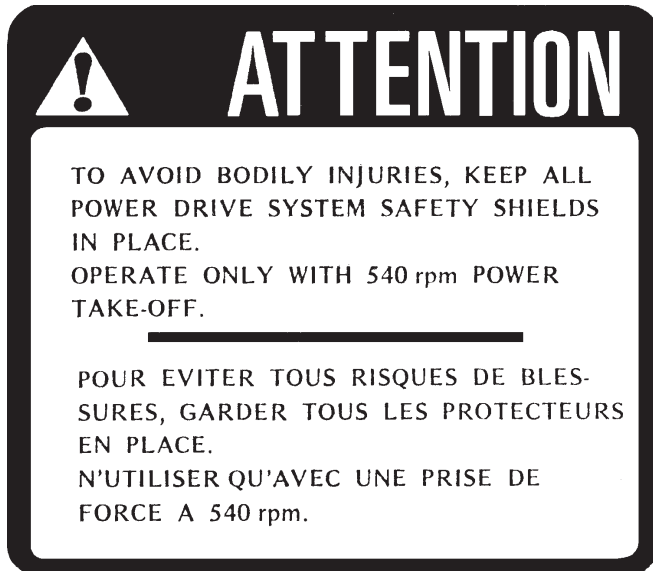 ATTENTION
TO AVOID BODILY INJURIES, KEEP ALL
POWER DRIVE SYSTEM SAFETY SHIELDS
IN PLACE.
OPERATE ONLY WITH 540 rpm POWER
TAKE-OFF.
POUR EVITER TOUS RISQUES DE BLES-
SURES, GARDER TOUS LES PROTECTEURS
EN PLACE.
N'UTILISER QU'AVEC UNE PRISE DE
FORCE A 540 rpm.